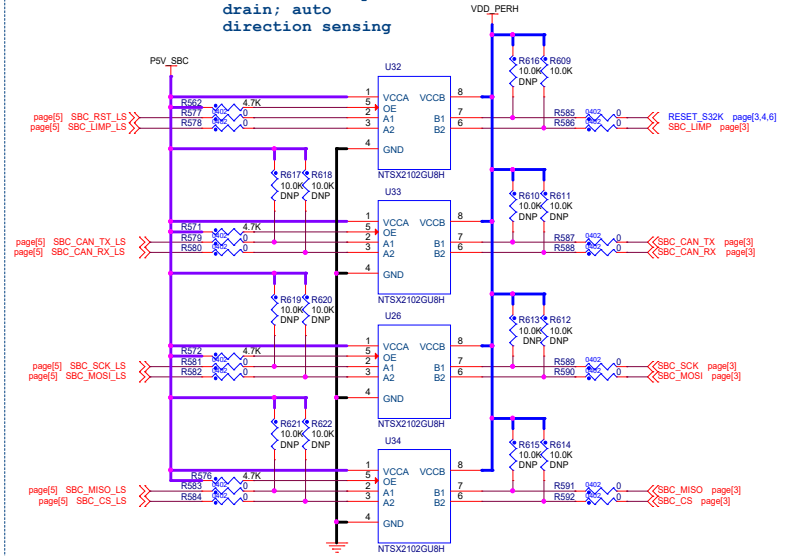 drain; auto
direction sensing
VDD_PERH
P5V_SBC
U32
R616 R609
10.0K 10.0K
DNP
1 VCCA VCCB 8
R562 4.7K 5 OE
page[5] SBC_RST_LS R577 0402 0 2 A1 B1 7 R585 0402 0 RESET_S32K page[3,4,6]
page[5] SBC_LIMP_LS R578 0402 0 3 A2 B2 6 R586 0402 0 SBC_LIMP page[3]
4 GND
NTSX2102GU8H
R617 R618
10.0K 10.0K
DNP DNP
U33
R610 R611
10.0K 10.0K
DNP DNP
1 VCCA VCCB 8
R571 4.7K 5 OE
page[5] SBC_CAN_TX_LS R579 0402 0 2 A1 B1 7 R587 0402 0 SBC_CAN_TX page[3]
page[5] SBC_CAN_RX_LS R580 0402 0 3 A2 B2 6 R588 0402 0 SBC_CAN_RX page[3]
4 GND
NTSX2102GU8H
R619 R620
10.0K 10.0K
DNP DNP
U26
R613 R612
10.0K 10.0K
DNP DNP
1 VCCA VCCB 8
R572 4.7K 5 OE
page[5] SBC_SCK_LS R581 0402 0 2 A1 B1 7 R589 0402 0 SBC_SCK page[3]
page[5] SBC_MOSI_LS R582 0402 0 3 A2 B2 6 R590 0402 0 SBC_MOSI page[3]
4 GND
NTSX2102GU8H
R621 R622
10.0K 10.0K
DNP DNP
U34
R615 R614
10.0K 10.0K
DNP DNP
1 VCCA VCCB 8
R576 4.7K 5 OE
page[5] SBC_MISO_LS R583 0402 0 2 A1 B1 7 R591 0402 0 SBC_MISO page[3]
page[5] SBC_CS_LS R584 0402 0 3 A2 B2 6 R592 0402 0 SBC_CS page[3]
4 GND
NTSX2102GU8H